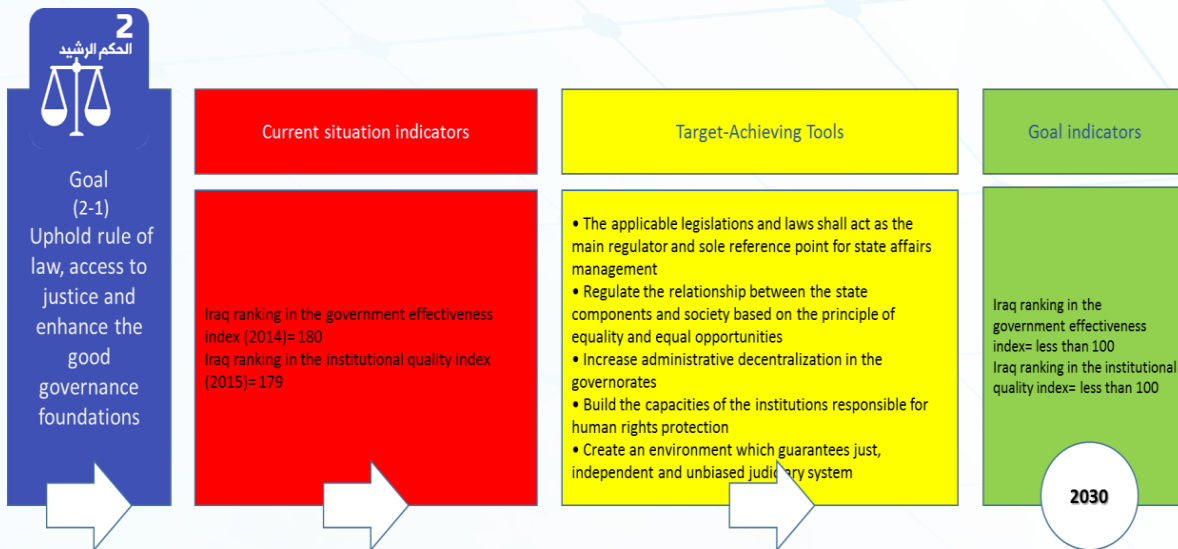 2
الحكم الرشيد
Goal
(2-1)
Uphold rule of
law, access to
justice and
enhance the
good
governance
foundations
Current situation indicators
Iraq ranking in the government effectiveness
index (2014)= 180
Iraq ranking in the institutional quality index
(2015)= 179
Target-Achieving Tools
• The applicable legislations and laws shall act as the
main regulator and sole reference point for state affairs
management
• Regulate the relationship between the state
components and society based on the principle of
equality and equal opportunities
• Increase administrative decentralization in the
governorates
• Build the capacities of the institutions responsible for
human rights protection
• Create an environment which guarantees just,
independent and unbiased judiciary system
Goal indicators
Iraq ranking in the
government effectiveness
index= less than 100
Iraq ranking in the institutional
quality index= less than 100
2030